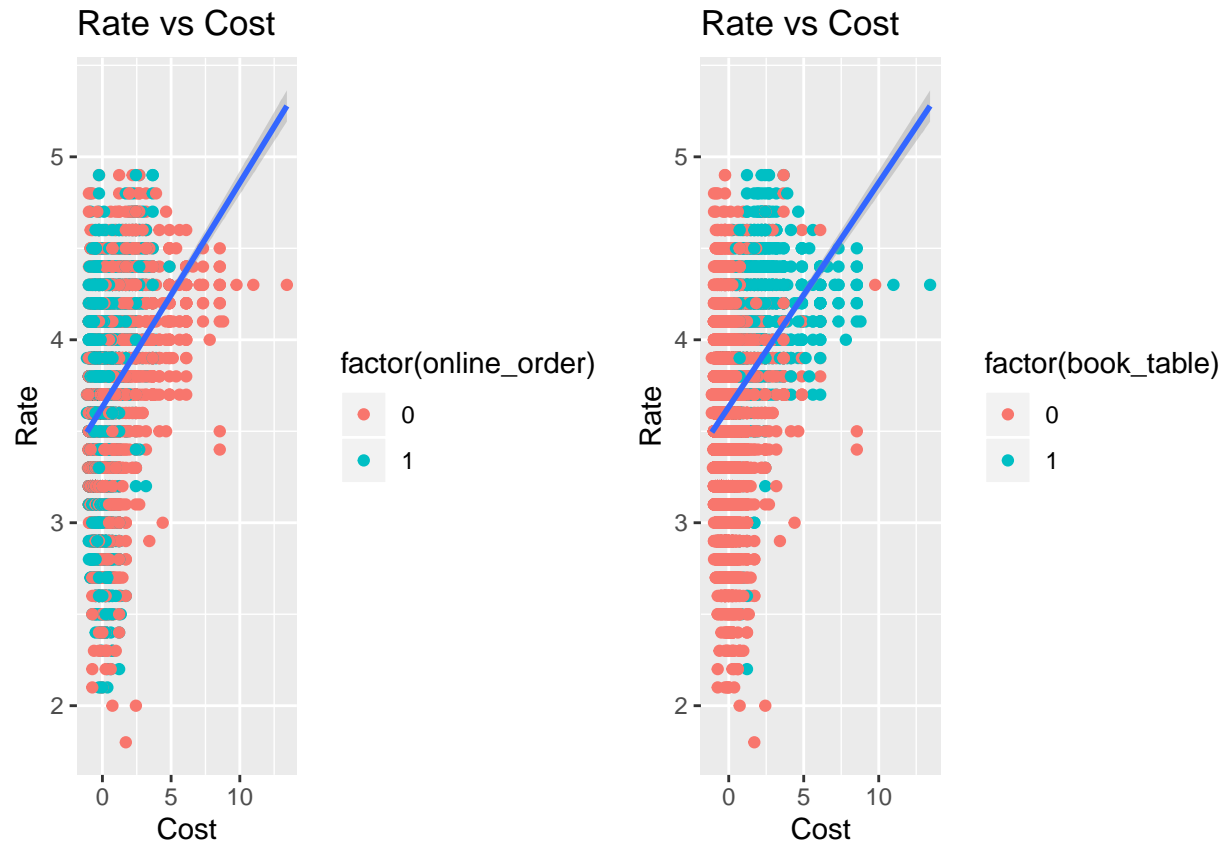 Rate vs Cost
5
4
3
2
Rate
0 5 10
Cost
factor(online_order)
0
1
Rate vs Cost
5
4
3
2
Rate
0 5 10
Cost
factor(book_table)
0
1